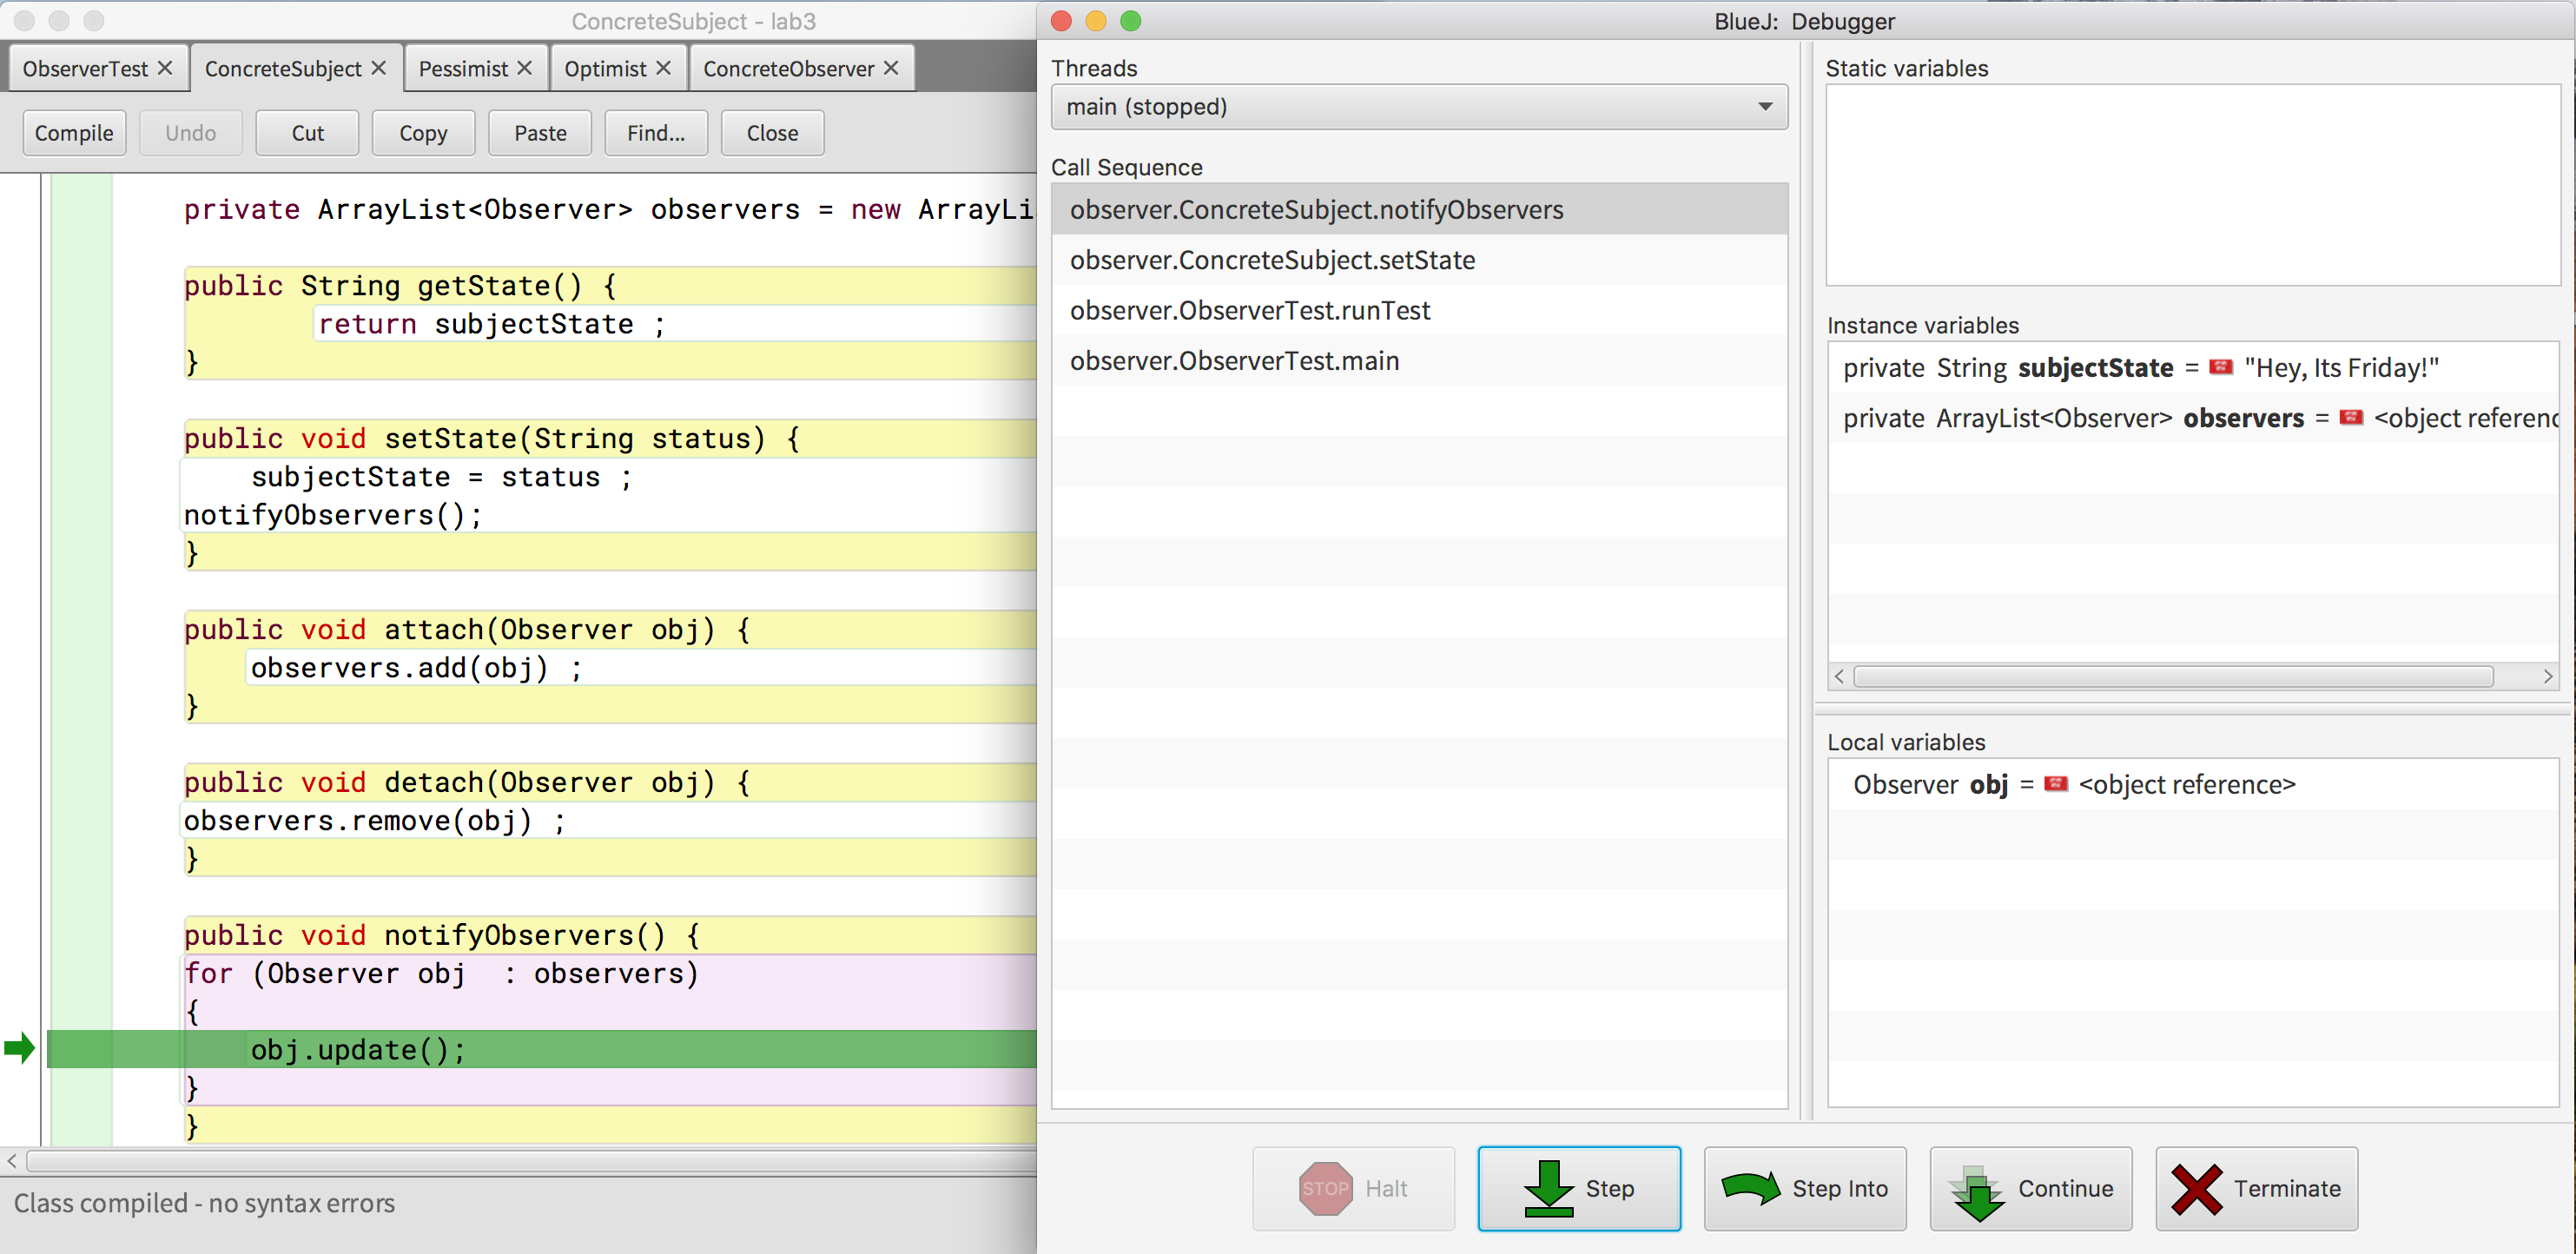 ConcreteSubject - lab3
ObserverTest
ConcreteSubject
Pessimist
Optimist
ConcreteObserver
Compile
Undo
Cut
Copy
Paste
Find...
Close
private ArrayList<Observer> observers = new ArrayLi
public String getState() {
return subjectState ;
}
public void setState(String status) {
subjectState = status ;
notifyObservers();
}
public void attach(Observer obj) {
observers.add(obj) ;
}
public void detach(Observer obj) {
observers.remove(obj) ;
}
public void notifyObservers() {
for (Observer obj  : observers)
{
obj.update();
}
}
Class compiled - no syntax errors
BlueJ: Debugger
Threads
main (stopped)
Call Sequence
observer.ConcreteSubject.notifyObservers
observer.ConcreteSubject.setState
observer.ObserverTest.runTest
observer.ObserverTest.main
Static variables
Instance variables
private String subjectState = "Hey, Its Friday!"
private ArrayList<Observer> observers = <object referenc
Local variables
Observer obj = <object reference>
STOP Halt
Step
Step Into
Continue
Terminate